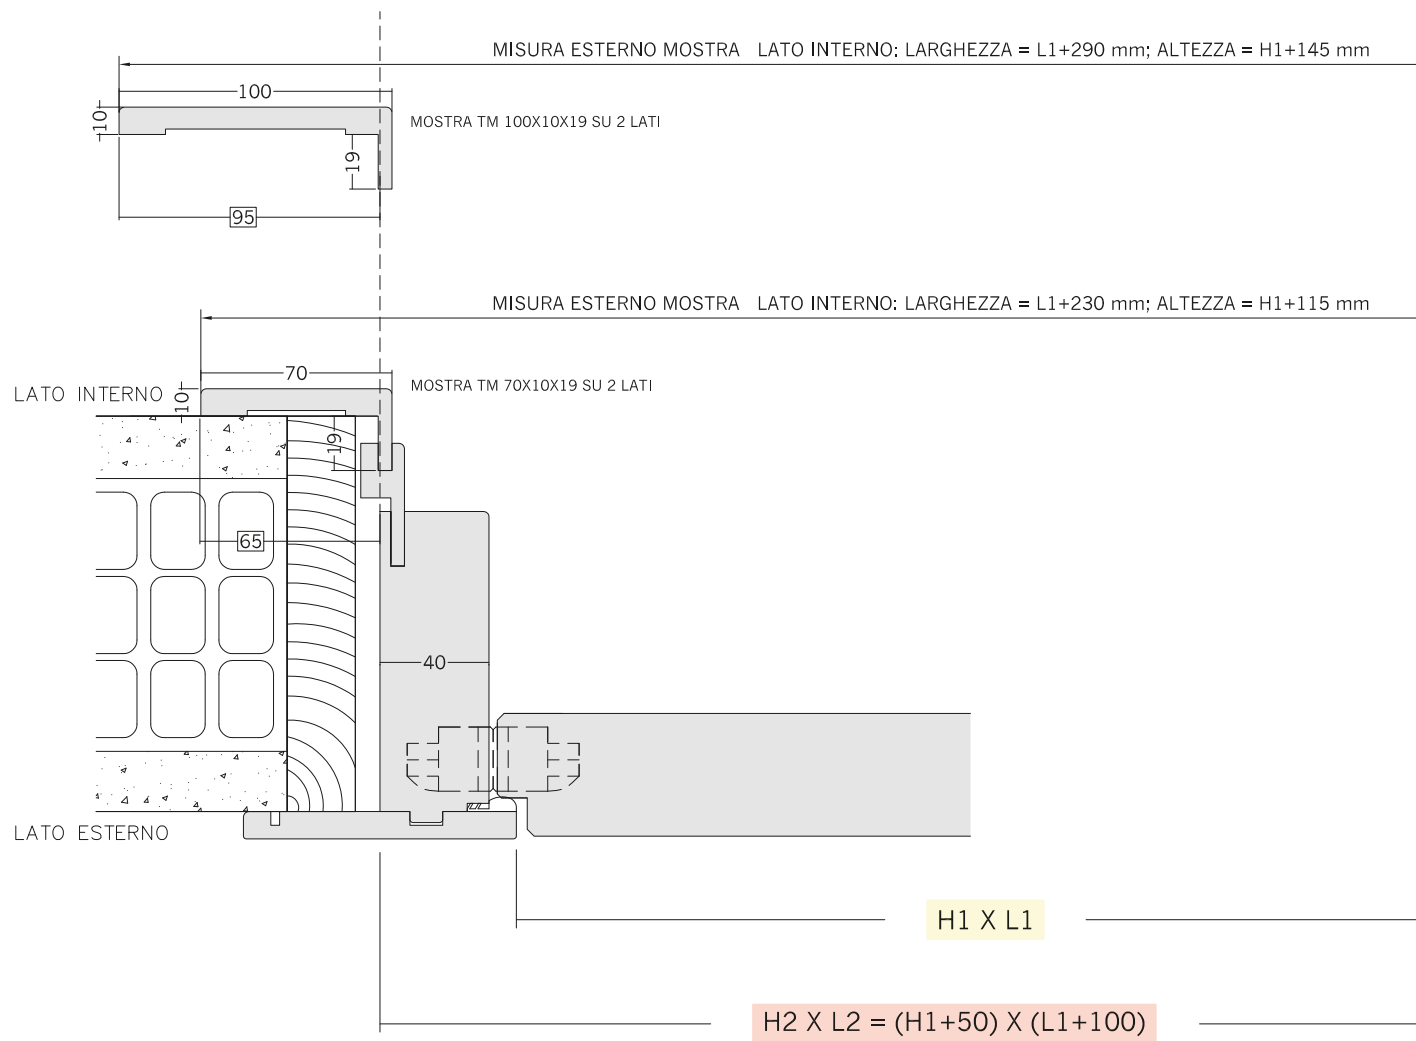 MISURA ESTERNO MOSTRA LATO INTERNO: LARGHEZZA = L1+290 mm; ALTEZZA = H1+145 mm
100
10
MOSTRA TM 100X10X19 SU 2 LATI
19
95
MISURA ESTERNO MOSTRA LATO INTERNO: LARGHEZZA = L1+230 mm; ALTEZZA = H1+115 mm
70
MOSTRA TM 70X10X19 SU 2 LATI
LATO INTERNO
10
19
65
40
LATO ESTERNO
H1 X L1
H2 X L2 = (H1+50) X (L1+100)